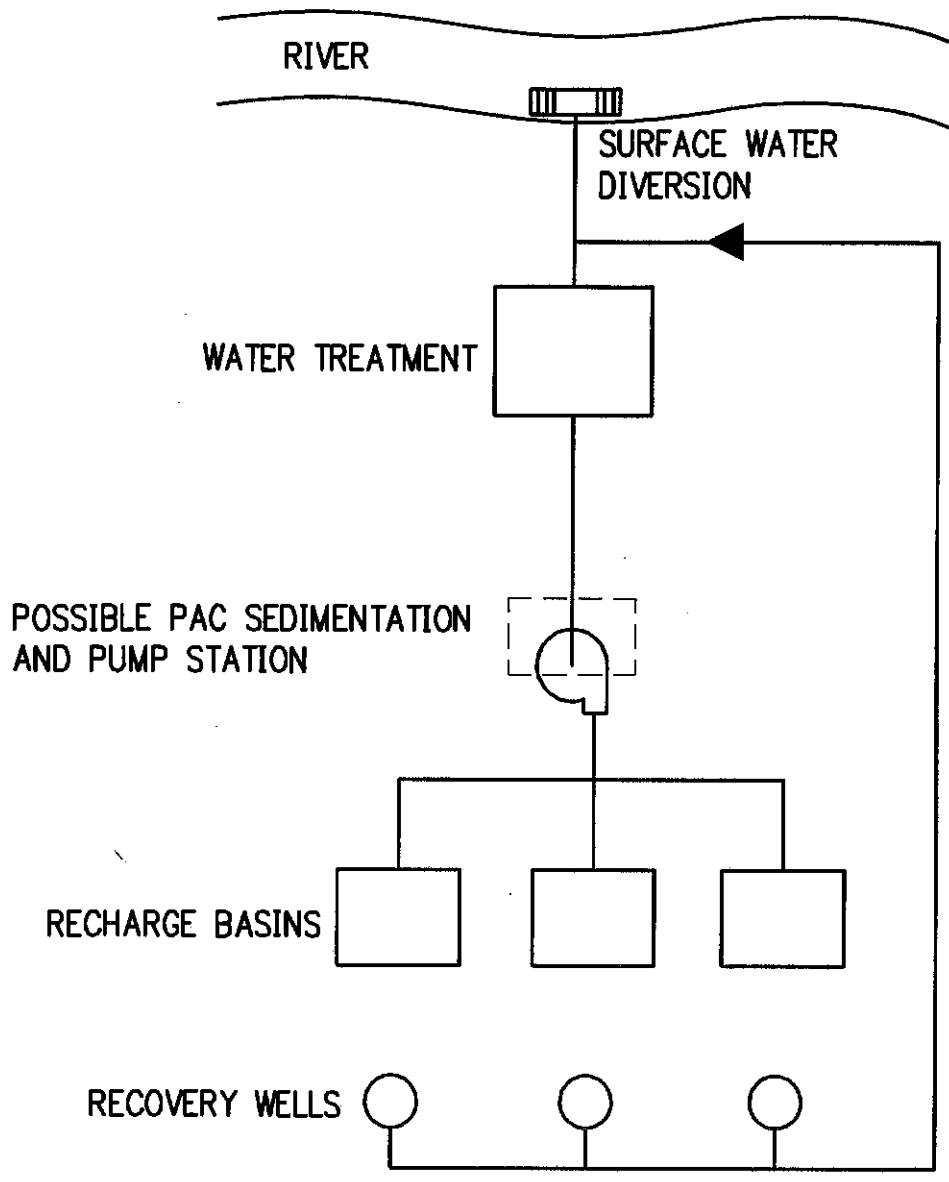 RIVER
SURFACE WATER
DIVERSION
WATER TREATMENT
POSSIBLE PAC SEDIMENTATION
AND PUMP STATION
RECHARGE BASINS
RECOVERY WELLS